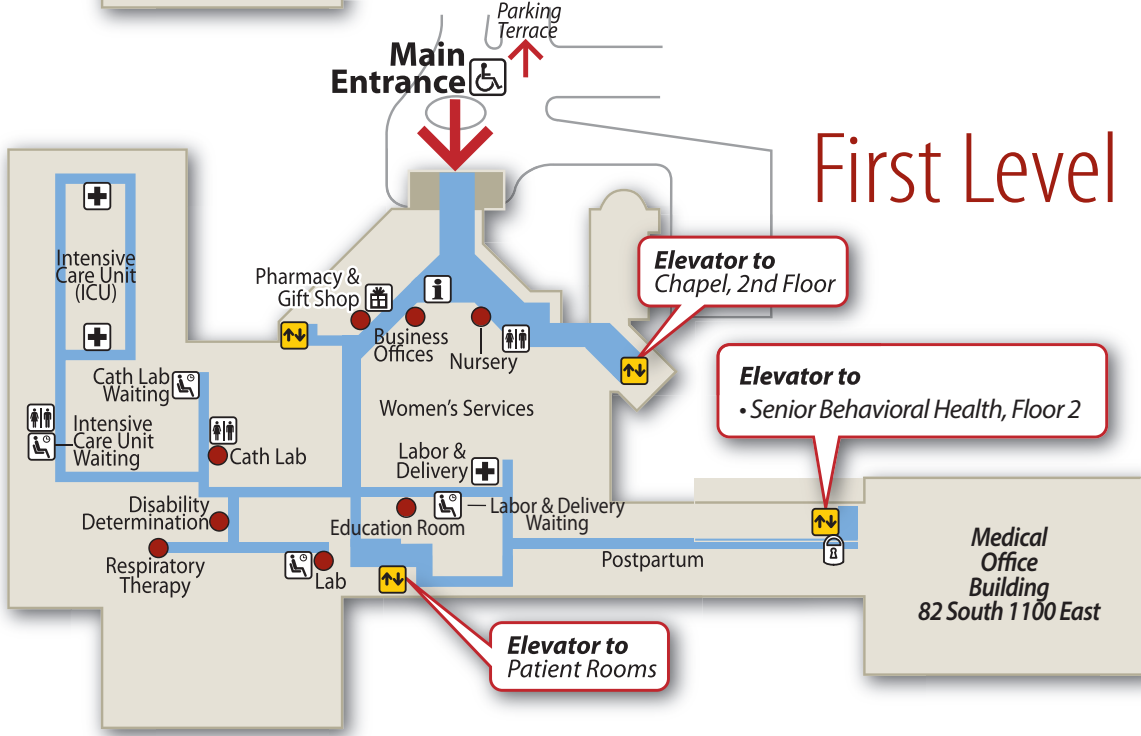 Parking
Terrace
Main
Entrance
First Level
Intensive
Care Unit
(ICU)
Pharmacy &
Gift Shop
Business
Offices
Nursery
Elevator to
Chapel, 2nd Floor
Elevator to
• Senior Behavioral Health, Floor 2
Cath Lab
Waiting
Women's Services
Intensive
Care Unit
Waiting
Cath Lab
Labor &
Delivery
Labor & Delivery
Waiting
Disability
Determination
Education Room
Respiratory
Therapy
Lab
Postpartum
Medical
Office
Building
82 South 1100 East
Elevator to
Patient Rooms